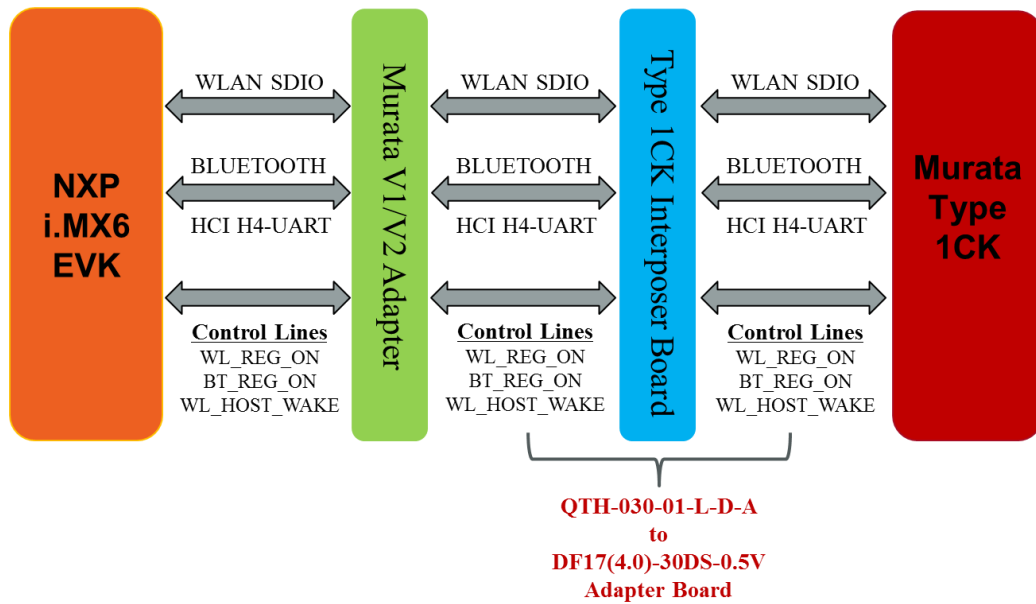 NXP
i.MX6
EVK
WLAN SDIO
BLUETOOTH
HCI H4-UART
Control Lines
WL_REG_ON
BT_REG_ON
WL_HOST_WAKE
Murata V1/V2 Adapter
WLAN SDIO
BLUETOOTH
HCI H4-UART
Control Lines
WL_REG_ON
BT_REG_ON
WL_HOST_WAKE
Type 1CK Interposer Board
WLAN SDIO
BLUETOOTH
HCI H4-UART
Control Lines
WL_REG_ON
BT_REG_ON
WL_HOST_WAKE
Murata
Type
1CK
QTH-030-01-L-D-A
to
DF17(4.0)-30DS-0.5V
Adapter Board